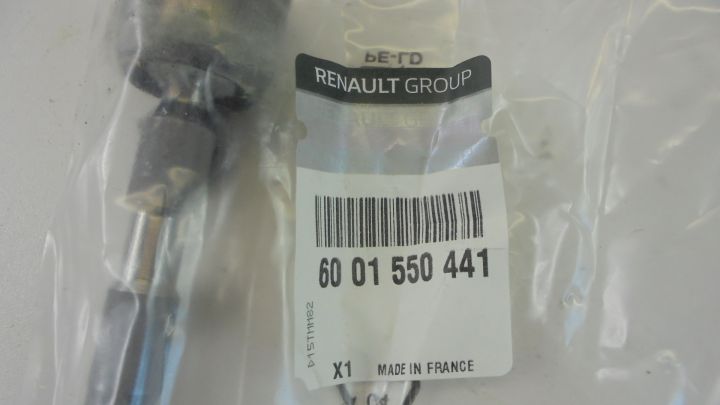 PE-LD
RENAULT GROUP
60 01 550 441
X1 MADE IN FRANCE